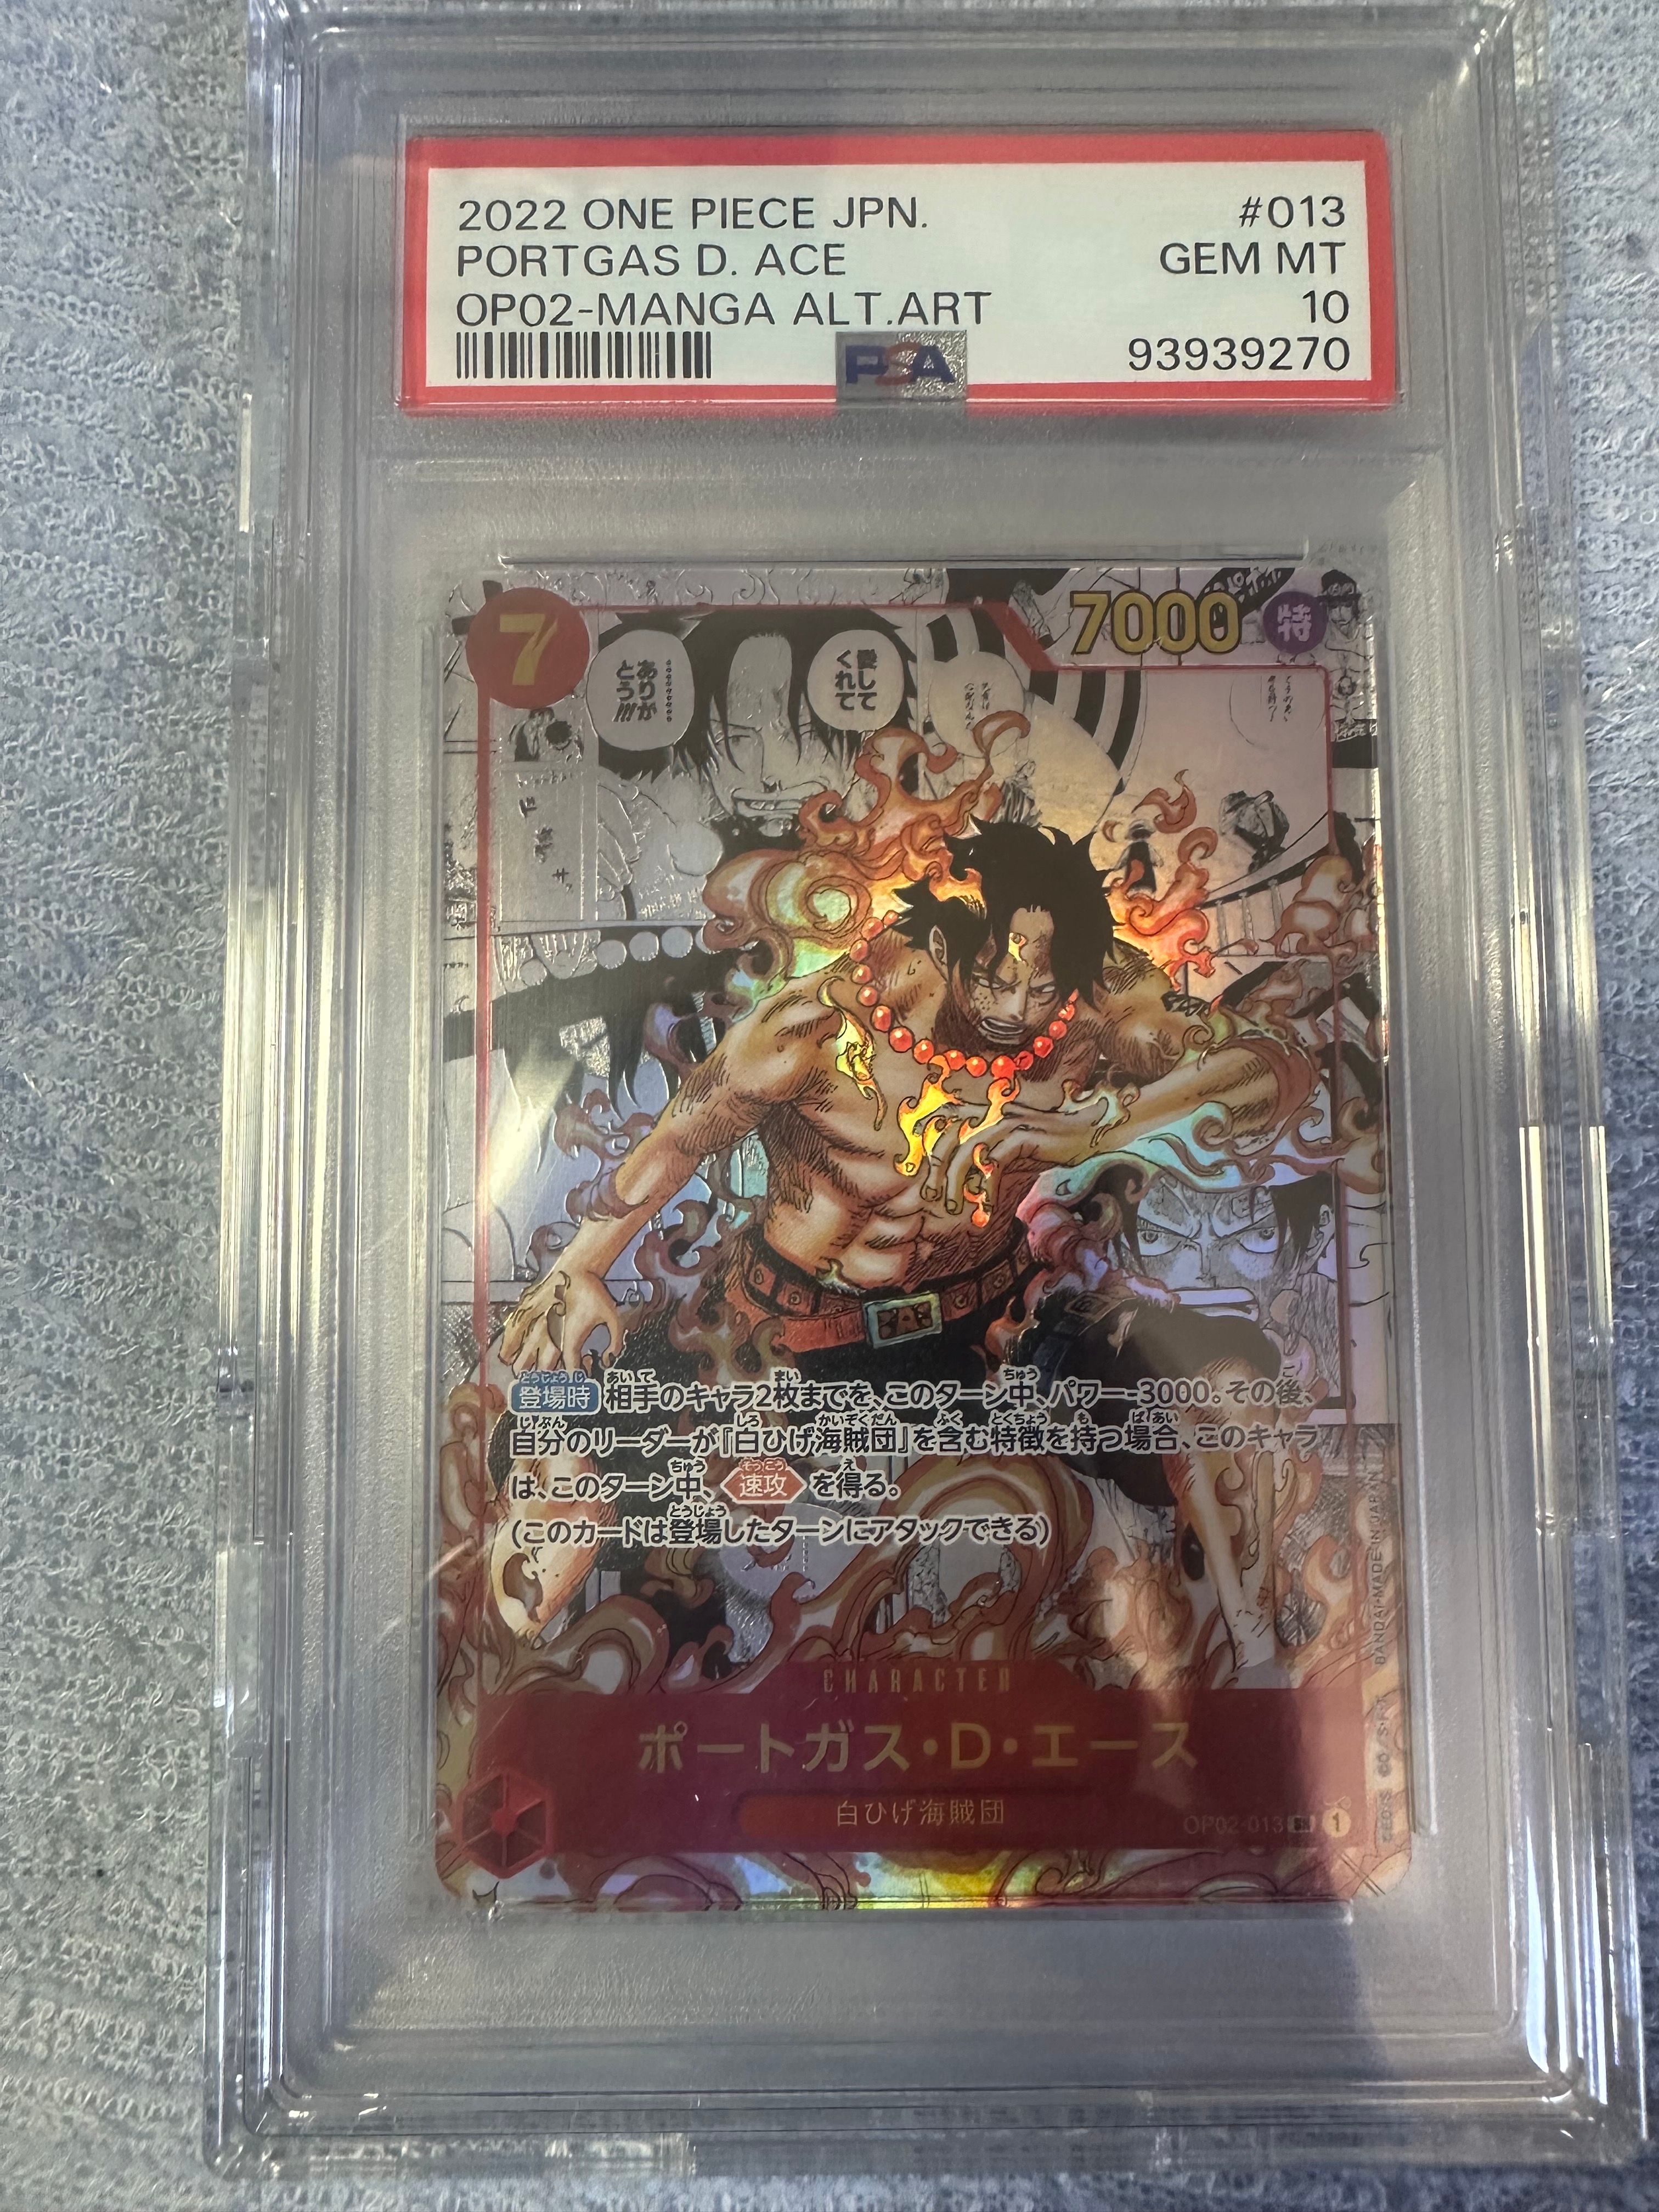 2022 ONE PIECE JPN. #013
PORTGAS D. ACE GEM MT
OP02-MANGA ALT.ART 10
PSA 93939270
7
7000 特
愛して
くれて
………
ありが
とう!!!
登場時 相手のキャラ2枚までを、このターン中、パワー-3000。その後、
自分のリーダーが『白ひげ海賊団』を含む特徴を持つ場合、このキャラ
は、このターン中、速攻を得る。
(このカードは登場したターンにアタックできる)
CHARACTER
ポートガス・D・エース
白ひげ海賊団
OP02-013 1
BANDAI・MADE IN JAPAN